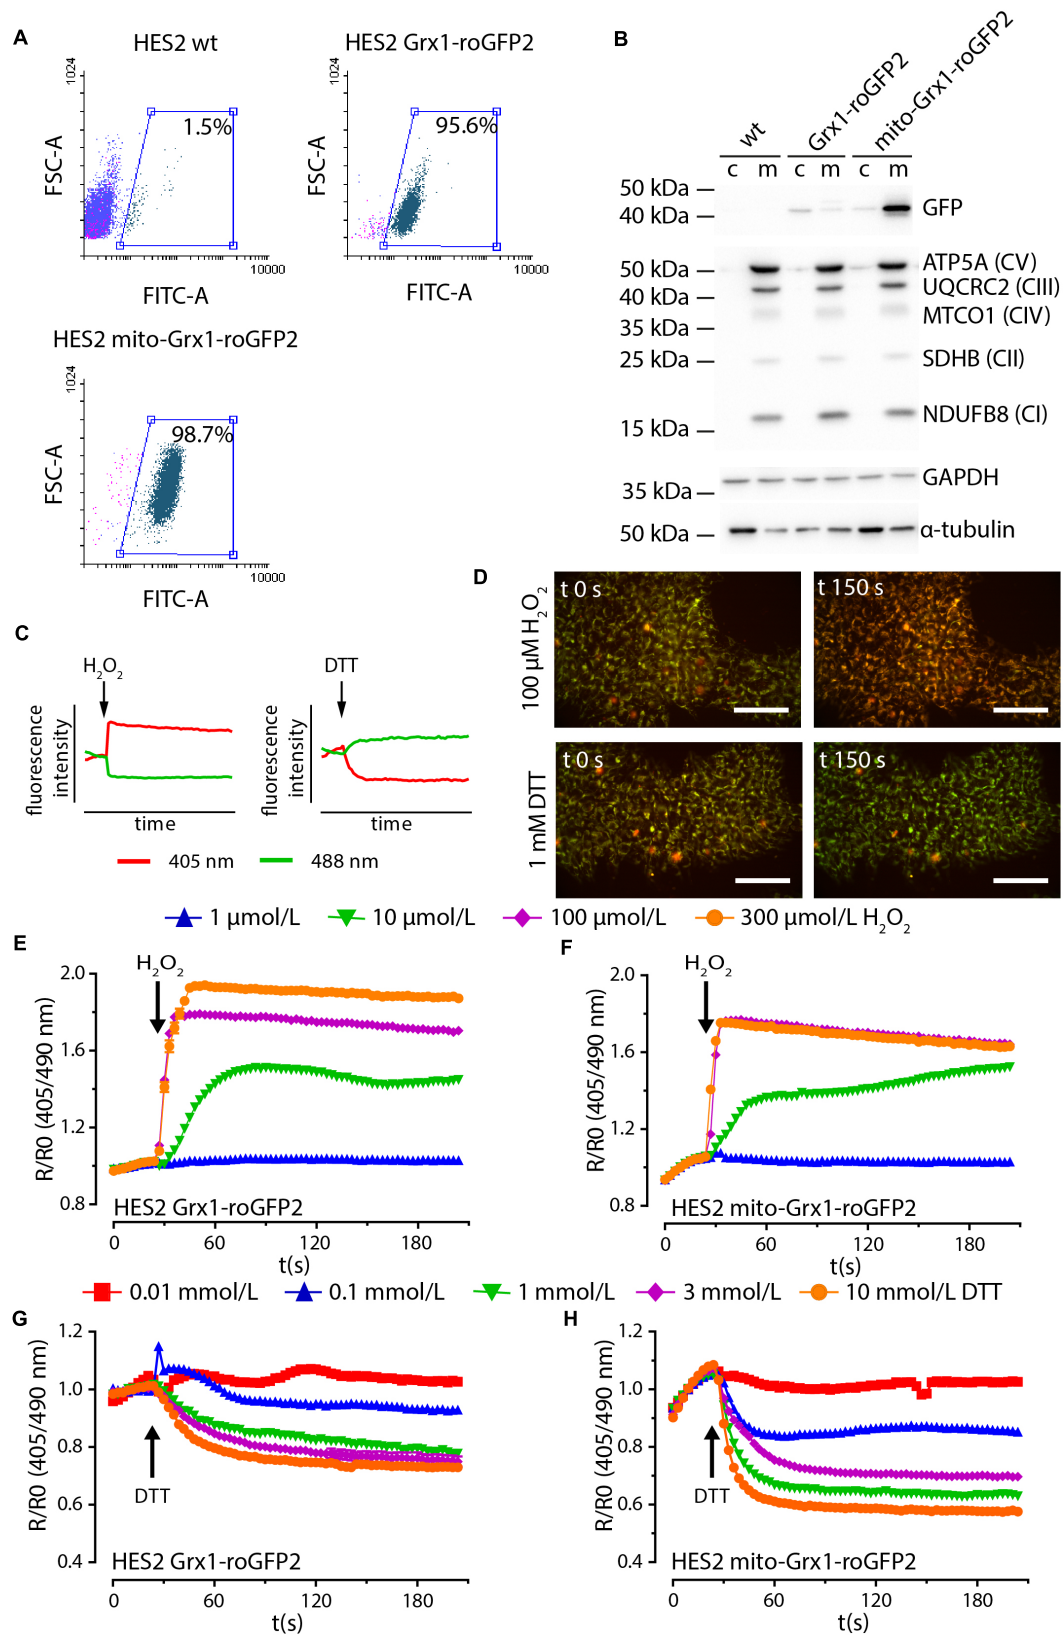 A
HES2 wt
1024
FSC-A
1.5%
10000
FITC-A
HES2 Grx1-roGFP2
1024
FSC-A
95.6%
10000
FITC-A
HES2 mito-Grx1-roGFP2
1024
FSC-A
98.7%
10000
FITC-A
B
wt
Grx1-roGFP2
mito-Grx1-roGFP2
c m c m c m
50 kDa
40 kDa
GFP
50 kDa
40 kDa
35 kDa
25 kDa
15 kDa
ATP5A (CV)
UQCRC2 (CIII)
MTCO1 (CIV)
SDHB (CII)
NDUFB8 (CI)
35 kDa
GAPDH
50 kDa
α-tubulin
C
H₂O₂
fluorescence
intensity
time
DTT
fluorescence
intensity
time
405 nm
488 nm
D
100 µM H₂O₂
t 0 s
t 150 s
1 mM DTT
t 0 s
t 150 s
1 µmol/L
10 µmol/L
100 µmol/L
300 µmol/L H₂O₂
E
H₂O₂
R/R0 (405/490 nm)
2.0
1.6
1.2
0.8
HES2 Grx1-roGFP2
0 60 120 180
t(s)
F
H₂O₂
R/R0 (405/490 nm)
2.0
1.6
1.2
0.8
HES2 mito-Grx1-roGFP2
0 60 120 180
t(s)
0.01 mmol/L
0.1 mmol/L
1 mmol/L
3 mmol/L
10 mmol/L DTT
G
R/R0 (405/490 nm)
1.2
1.0
0.8
0.6
0.4
DTT
HES2 Grx1-roGFP2
0 60 120 180
t(s)
H
R/R0 (405/490 nm)
1.2
1.0
0.8
0.6
0.4
DTT
HES2 mito-Grx1-roGFP2
0 60 120 180
t(s)